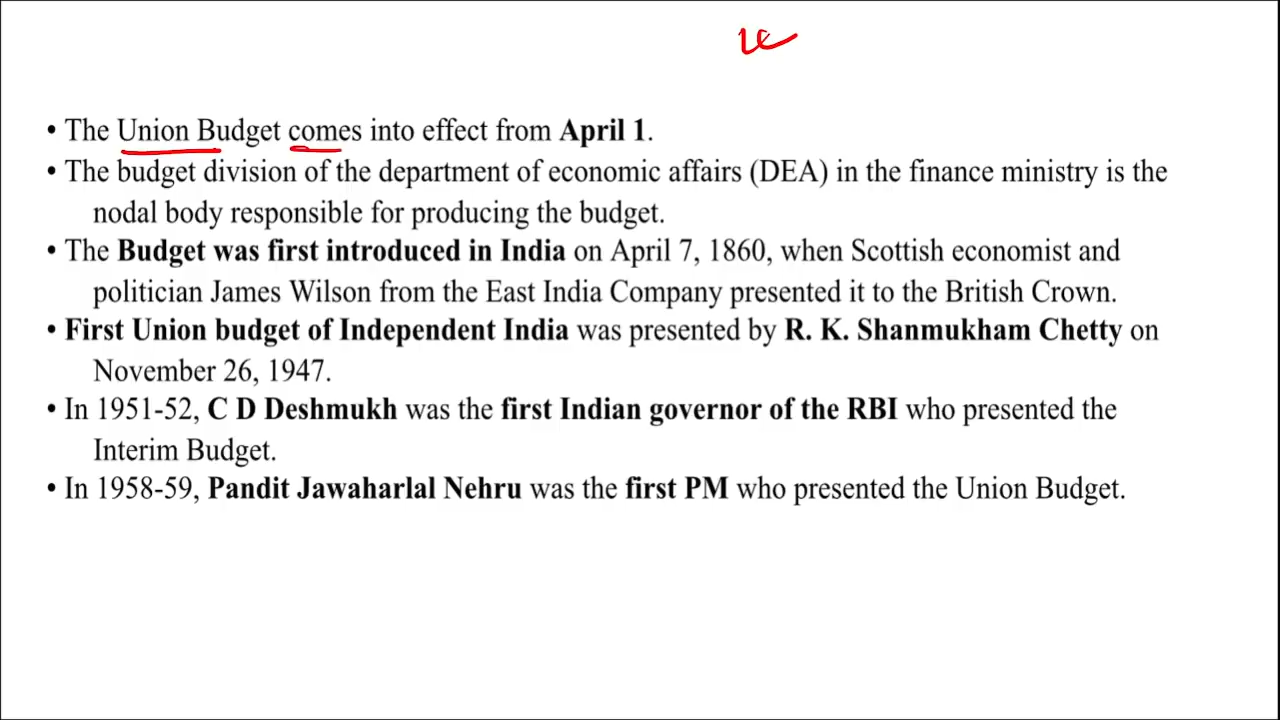 • The Union Budget comes into effect from April 1.
• The budget division of the department of economic affairs (DEA) in the finance ministry is the
nodal body responsible for producing the budget.
• The Budget was first introduced in India on April 7, 1860, when Scottish economist and
politician James Wilson from the East India Company presented it to the British Crown.
• First Union budget of Independent India was presented by R. K. Shanmukham Chetty on
November 26, 1947.
• In 1951-52, C D Deshmukh was the first Indian governor of the RBI who presented the
Interim Budget.
• In 1958-59, Pandit Jawaharlal Nehru was the first PM who presented the Union Budget.